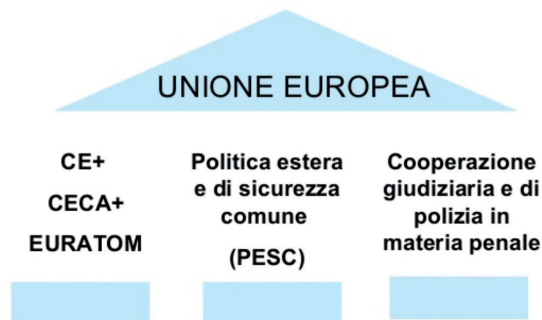 UNIONE EUROPEA
CE+
CECA+
EURATOM
Politica estera
e di sicurezza
comune
(PESC)
Cooperazione
giudiziaria e di
polizia in
materia penale